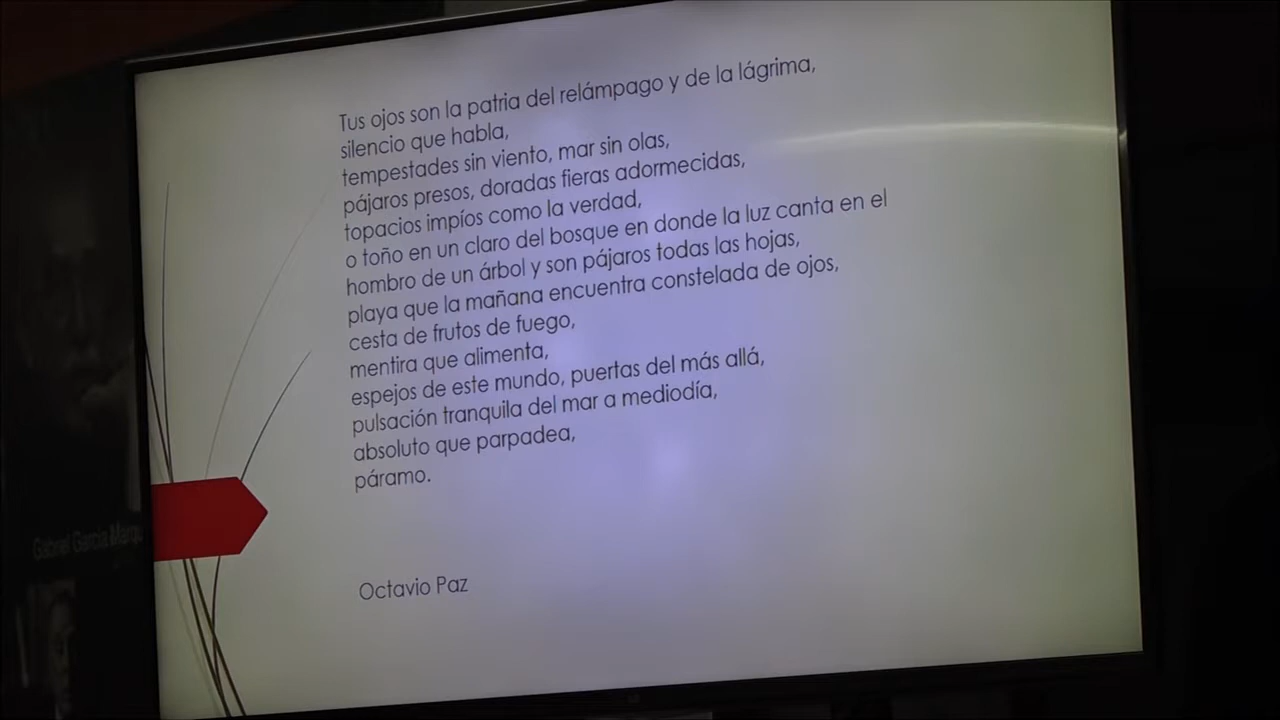 Tus ojos son la patria del relámpago y de la lágrima,
silencio que habla,
tempestades sin viento, mar sin olas,
pájaros presos, doradas fieras adormecidas,
topacios impíos como la verdad,
o toño en un claro del bosque en donde la luz canta en el
hombro de un árbol y son pájaros todas las hojas,
playa que la mañana encuentra constelada de ojos,
cesta de frutos de fuego,
mentira que alimenta,
espejos de este mundo, puertas del más allá,
pulsación tranquila del mar a mediodía,
absoluto que parpadea,
páramo.
Octavio Paz
Gabriel García